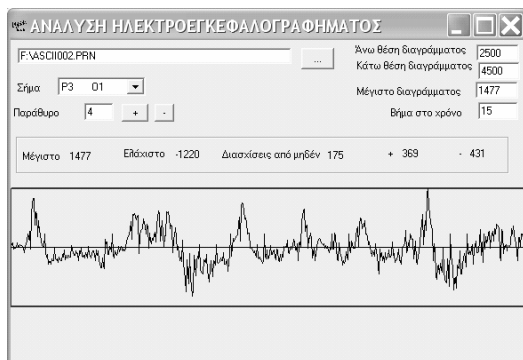 ΑΝΑΛΥΣΗ ΗΛΕΚΤΡΟΕΓΚΕΦΑΛΟΓΡΑΦΗΜΑΤΟΣ
F:\ASCII002.PRN
...
Άνω θέση διαγράμματος 2500
Κάτω θέση διαγράμματος 4500
Σήμα P3 O1
Μέγιστο διαγράμματος 1477
Παράθυρο 4 + -
Βήμα στο χρόνο 15
Μέγιστο 1477 Ελάχιστο -1220 Διασχίσεις από μηδέν 175 + 369 - 431